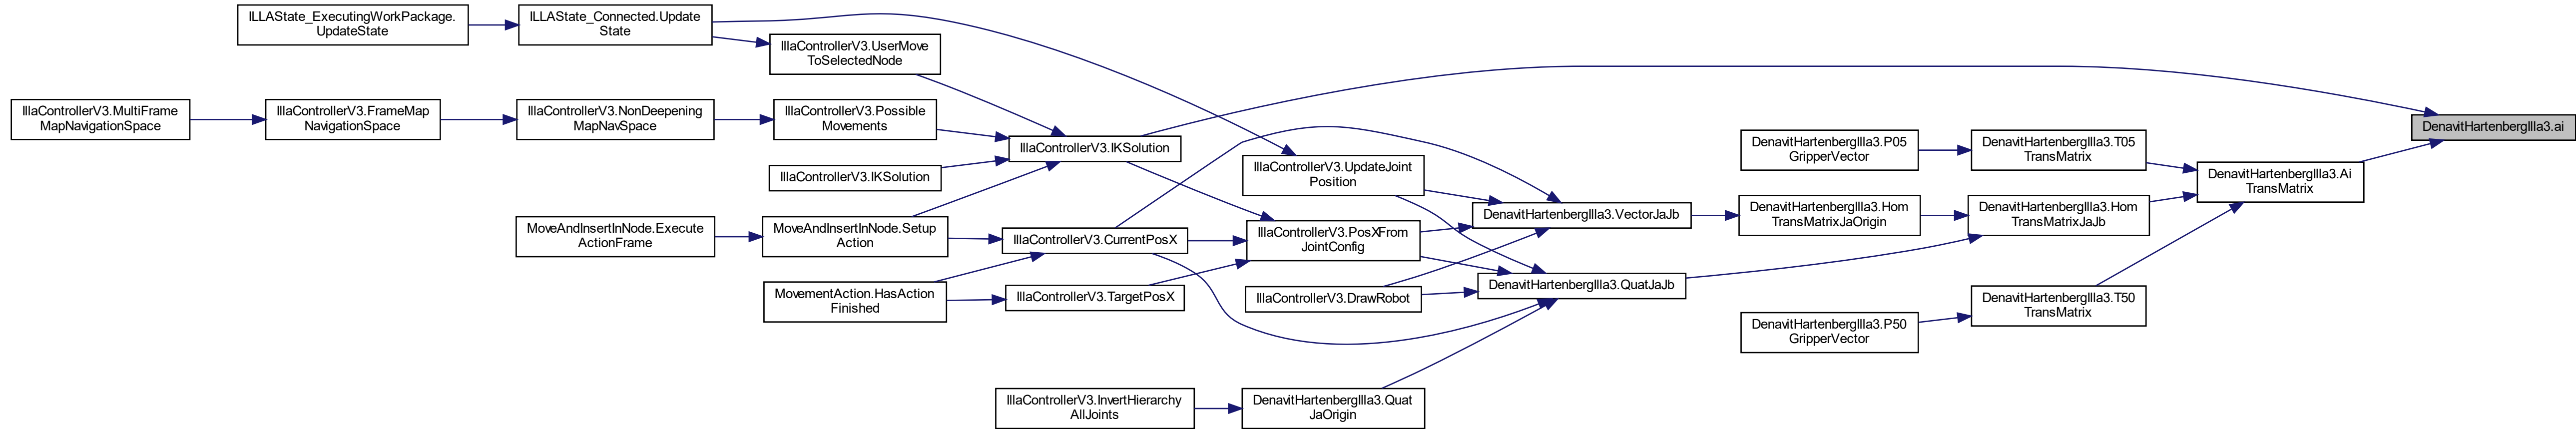 ILLAState_ExecutingWorkPackage.
UpdateState
ILLAState_Connected.Update
State
IllaControllerV3.UserMove
ToSelectedNode
IllaControllerV3.MultiFrame
MapNavigationSpace
IllaControllerV3.FrameMap
NavigationSpace
IllaControllerV3.NonDeepening
MapNavSpace
IllaControllerV3.Possible
Movements
IllaControllerV3.IKSolution
IllaControllerV3.IKSolution
MoveAndInsertInNode.Execute
ActionFrame
MoveAndInsertInNode.Setup
Action
IllaControllerV3.CurrentPosX
MovementAction.HasAction
Finished
IllaControllerV3.TargetPosX
IllaControllerV3.UpdateJoint
Position
IllaControllerV3.PosXFrom
JointConfig
IllaControllerV3.DrawRobot
IllaControllerV3.InvertHierarchy
AllJoints
DenavitHartenbergIlla3.Quat
JaOrigin
DenavitHartenbergIlla3.VectorJaJb
DenavitHartenbergIlla3.QuatJaJb
DenavitHartenbergIlla3.P05
GripperVector
DenavitHartenbergIlla3.T05
TransMatrix
DenavitHartenbergIlla3.Hom
TransMatrixJaOrigin
DenavitHartenbergIlla3.Hom
TransMatrixJaJb
DenavitHartenbergIlla3.P50
GripperVector
DenavitHartenbergIlla3.T50
TransMatrix
DenavitHartenbergIlla3.Ai
TransMatrix
DenavitHartenbergIlla3.ai